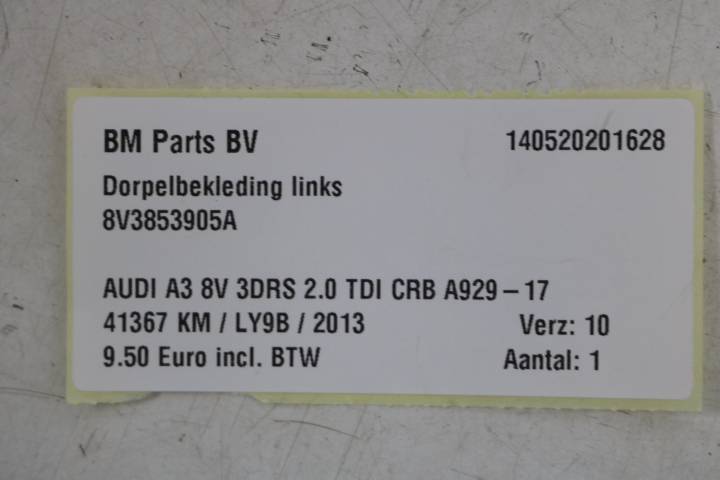 BM Parts BV 140520201628
Dorpelbekleding links
8V3853905A
AUDI A3 8V 3DRS 2.0 TDI CRB A929 – 17
41367 KM / LY9B / 2013 Verz: 10
9.50 Euro incl. BTW Aantal: 1